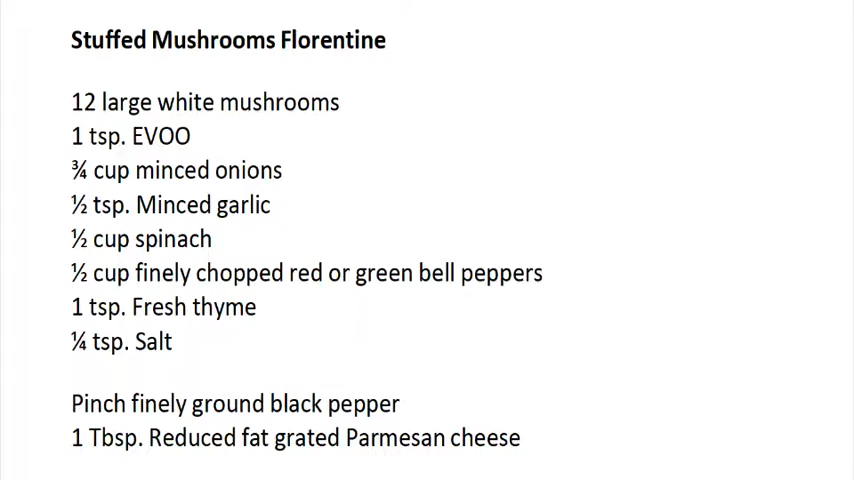 Stuffed Mushrooms Florentine
12 large white mushrooms
1 tsp. EVOO
¾ cup minced onions
½ tsp. Minced garlic
½ cup spinach
½ cup finely chopped red or green bell peppers
1 tsp. Fresh thyme
¼ tsp. Salt
Pinch finely ground black pepper
1 Tbsp. Reduced fat grated Parmesan cheese